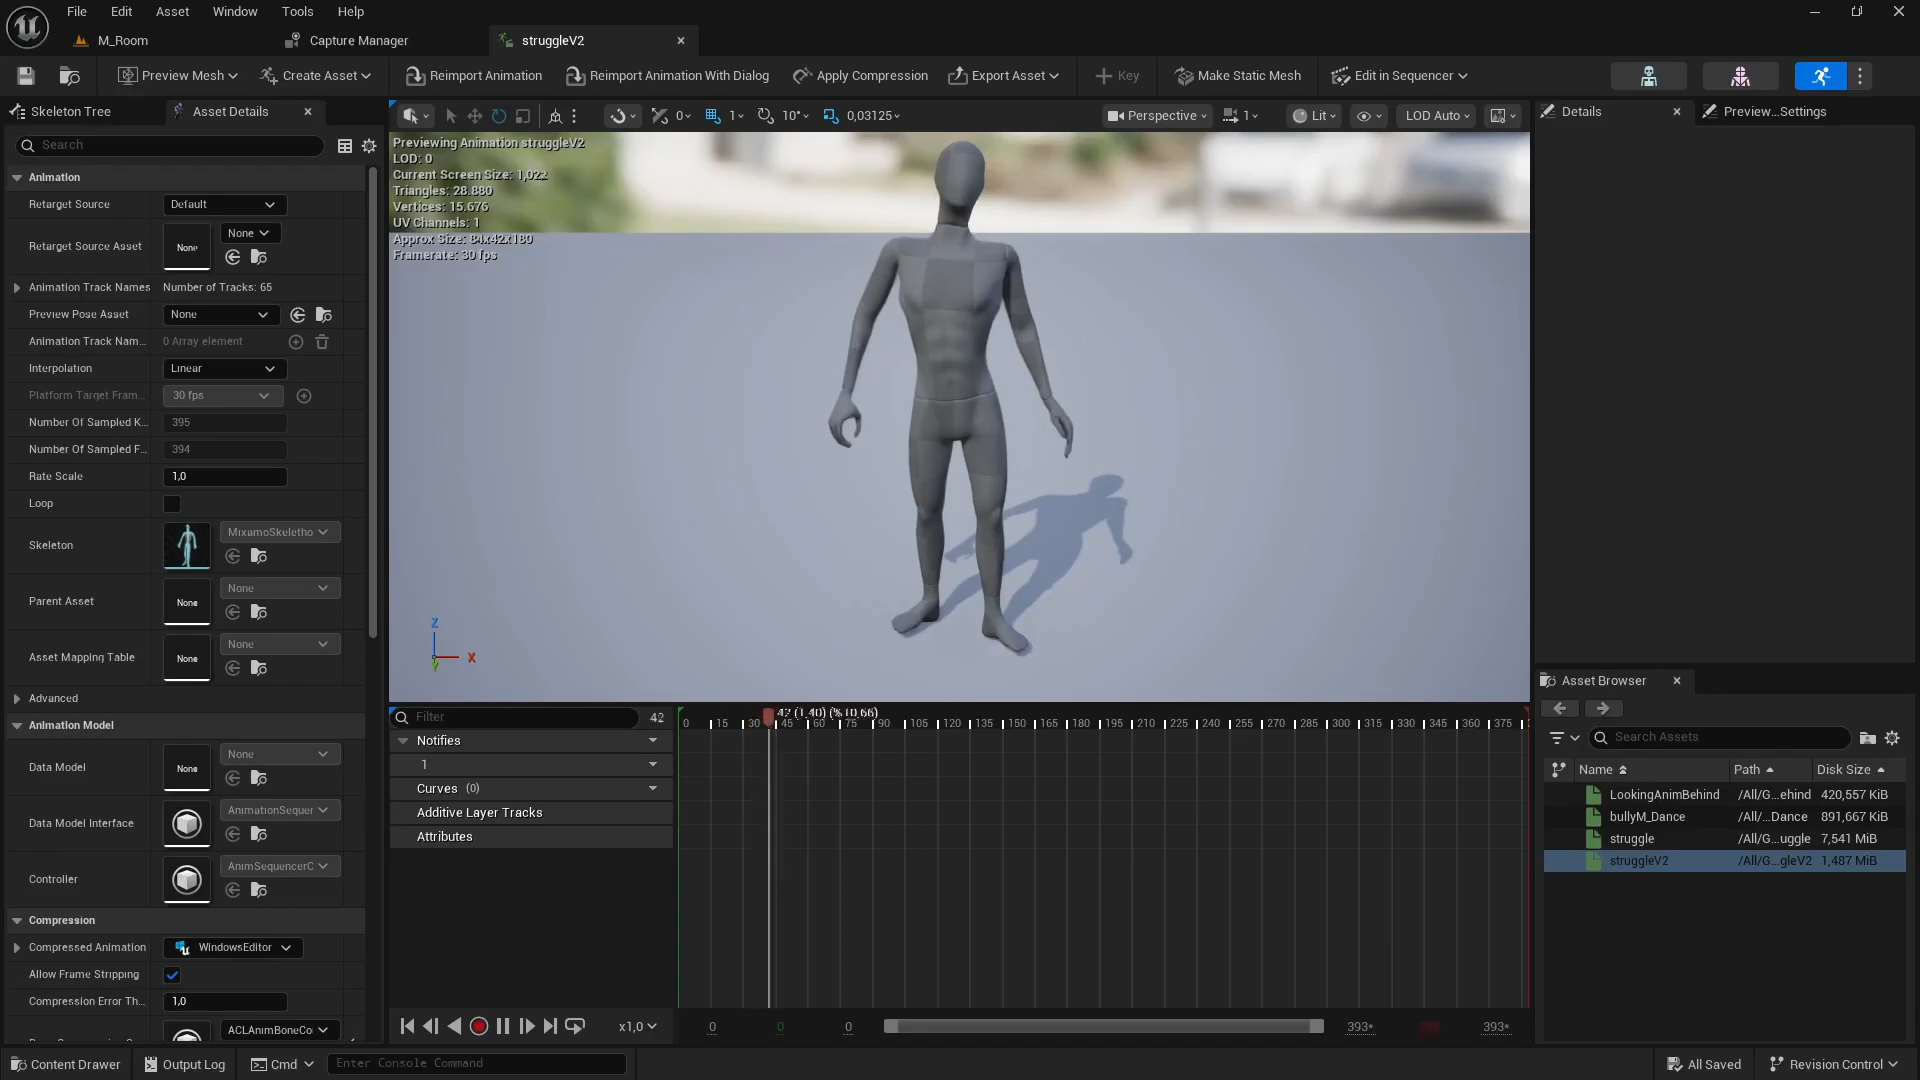 File Edit Asset Window Tools Help
M_Room
Capture Manager
struggleV2
Preview Mesh
Create Asset
Reimport Animation
Reimport Animation With Dialog
Apply Compression
Export Asset
Key
Make Static Mesh
Edit in Sequencer
Skeleton Tree
Asset Details
Search
Animation
Retarget Source
Default
Retarget Source Asset
None
None
Animation Track Names
Number of Tracks: 65
Preview Pose Asset
None
Animation Track Nam...
0 Array element
Interpolation
Linear
Platform Target Fram...
30 fps
Number Of Sampled K...
395
Number Of Sampled F...
394
Rate Scale
1,0
Loop
Skeleton
MixamoSkeletho
Parent Asset
None
None
Asset Mapping Table
None
None
Advanced
Animation Model
Data Model
None
None
Data Model Interface
AnimationSequer
Controller
AnimSequencerC
Compression
Compressed Animation
WindowsEditor
Allow Frame Stripping
Compression Error Th...
1,0
ACLAnimBoneCo
0
1
10°
0,03125
Perspective
1
Lit
LOD Auto
Previewing Animation struggleV2
LOD: 0
Current Screen Size: 1,022
Triangles: 28.880
Vertices: 15.676
UV Channels: 1
Approx Size: 84x42x180
Framerate: 30 fps
Z
X
Y
Filter
42
42 (1,40) (%10,66)
0 15 30 45 60 75 90 105 120 135 150 165 180 195 210 225 240 255 270 285 300 315 330 345 360 375
Notifies
1
Curves (0)
Additive Layer Tracks
Attributes
x1,0
0 0 0 393* 393*
Details
Preview...Settings
Asset Browser
Search Assets
Name Path Disk Size
LookingAnimBehind /All/G...ehind 420,557 KiB
bullyM_Dance /All/...Dance 891,667 KiB
struggle /All/G...uggle 7,541 MiB
struggleV2 /All/G...gleV2 1,487 MiB
Content Drawer
Output Log
Cmd
Enter Console Command
All Saved
Revision Control